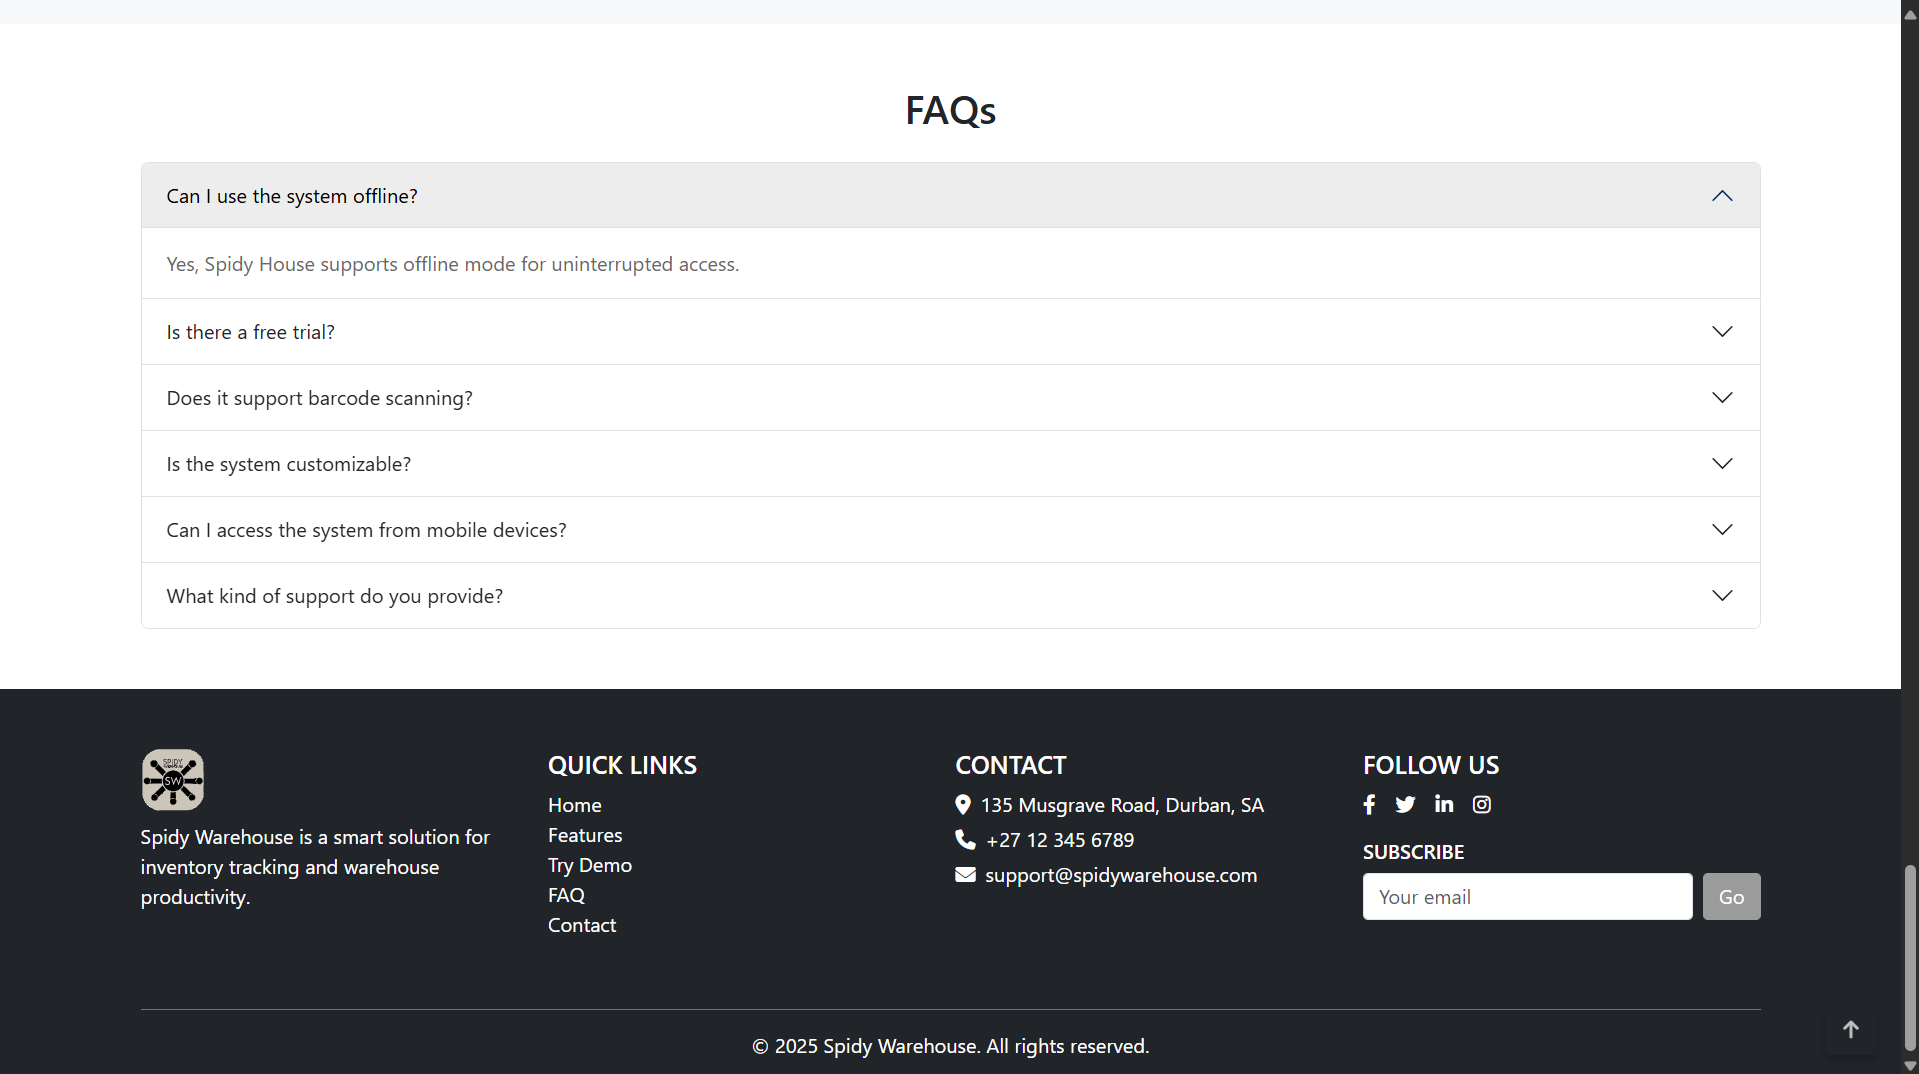 FAQs
Can I use the system offline?
Yes, Spidy House supports offline mode for uninterrupted access.
Is there a free trial?
Does it support barcode scanning?
Is the system customizable?
Can I access the system from mobile devices?
What kind of support do you provide?
SPIDY
SW
Spidy Warehouse is a smart solution for
inventory tracking and warehouse
productivity.
QUICK LINKS
Home
Features
Try Demo
FAQ
Contact
CONTACT
135 Musgrave Road, Durban, SA
+27 12 345 6789
support@spidywarehouse.com
FOLLOW US
SUBSCRIBE
Your email
Go
© 2025 Spidy Warehouse. All rights reserved.